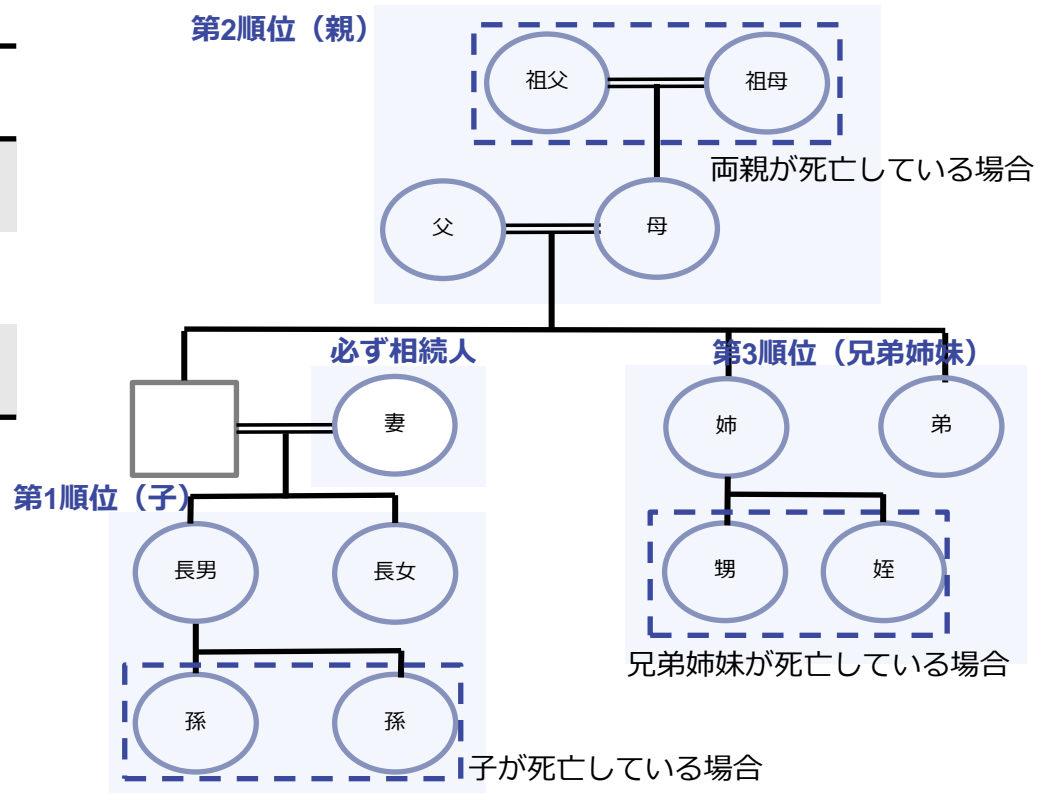 第2順位（親）
祖父
祖母
両親が死亡している場合
父
母
必ず相続人
第3順位（兄弟姉妹）
妻
姉
弟
第1順位（子）
長男
長女
甥
姪
兄弟姉妹が死亡している場合
孫
孫
子が死亡している場合